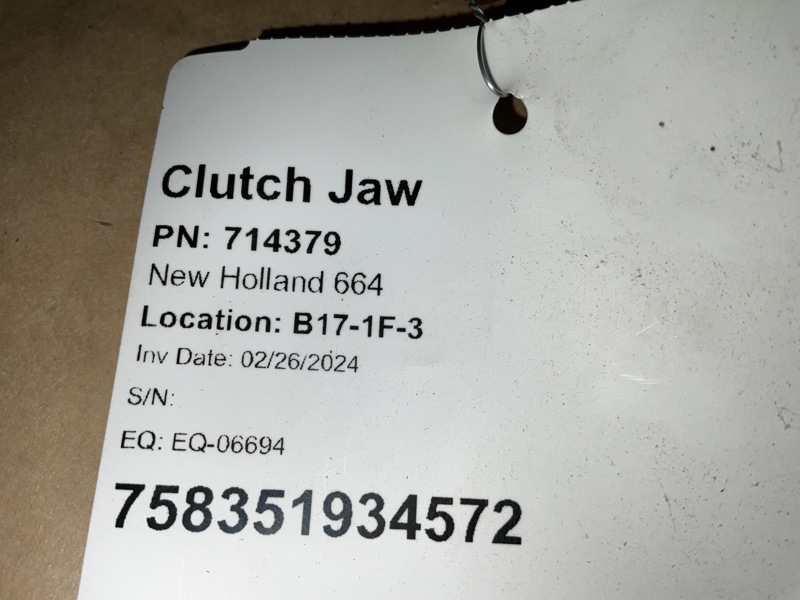 Clutch Jaw
PN: 714379
New Holland 664
Location: B17-1F-3
Inv Date: 02/26/2024
S/N:
EQ: EQ-06694
758351934572